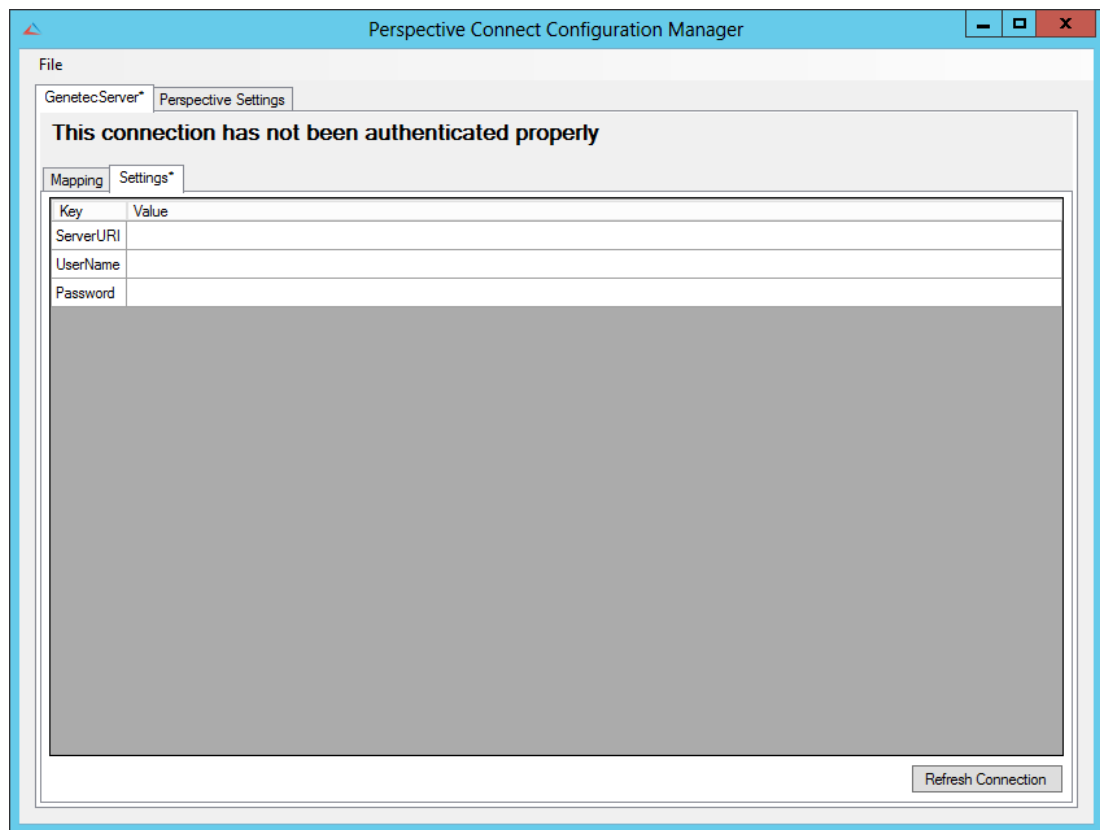 Perspective Connect Configuration Manager
File
GenetecServer* Perspective Settings
This connection has not been authenticated properly
Mapping Settings*
Key Value
ServerURI
UserName
Password
Refresh Connection